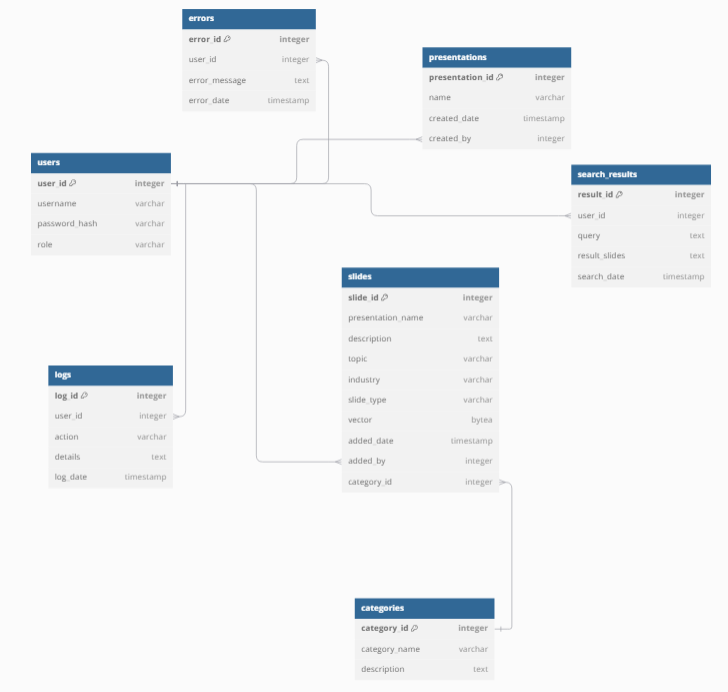 errors
error_id integer
user_id integer
error_message text
error_date timestamp
presentations
presentation_id integer
name varchar
created_date timestamp
created_by integer
users
user_id integer
username varchar
password_hash varchar
role varchar
search_results
result_id integer
user_id integer
query text
result_slides text
search_date timestamp
slides
slide_id integer
presentation_name varchar
description text
topic varchar
industry varchar
slide_type varchar
vector bytea
added_date timestamp
added_by integer
category_id integer
logs
log_id integer
user_id integer
action varchar
details text
log_date timestamp
categories
category_id integer
category_name varchar
description text